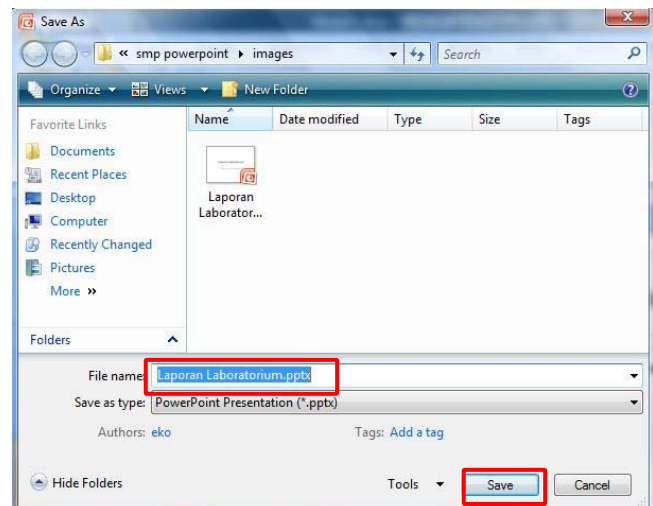 Save As
« smp powerpoint ▸ images
Search
Organize
Views
New Folder
Favorite Links
Documents
Recent Places
Desktop
Computer
Recently Changed
Pictures
More »
Folders
Name
Date modified
Type
Size
Tags
Laporan
Laborator...
File name:
Laporan Laboratorium.pptx
Save as type:
PowerPoint Presentation (*.pptx)
Authors: eko
Tags: Add a tag
Hide Folders
Tools
Save
Cancel